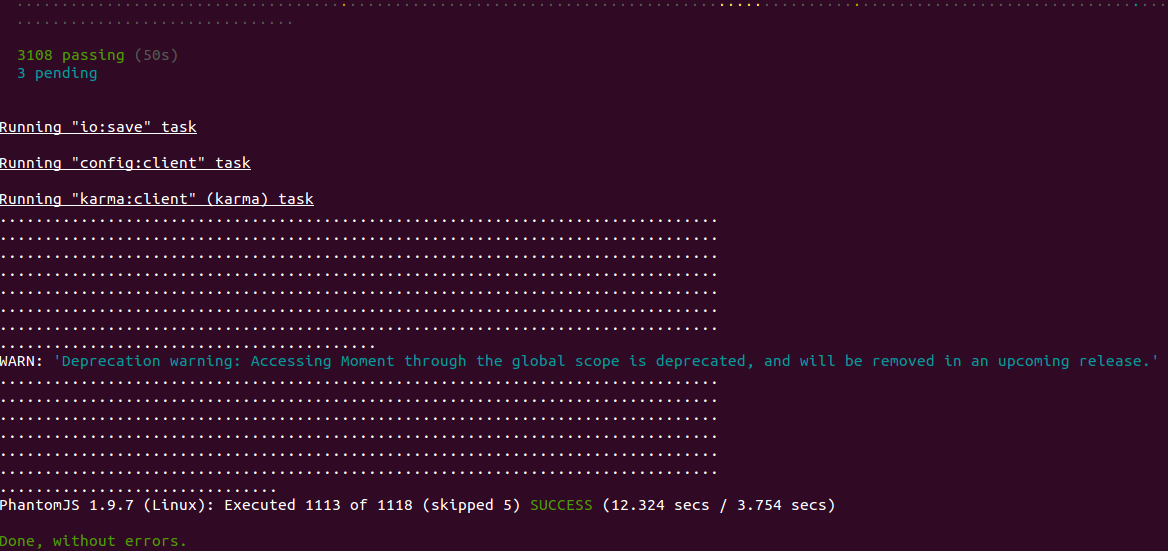 3108 passing (50s)
3 pending
Running "io:save" task
Running "config:client" task
Running "karma:client" (karma) task
WARN: 'Deprecation warning: Accessing Moment through the global scope is deprecated, and will be removed in an upcoming release.'
PhantomJS 1.9.7 (Linux): Executed 1113 of 1118 (skipped 5) SUCCESS (12.324 secs / 3.754 secs)
Done, without errors.